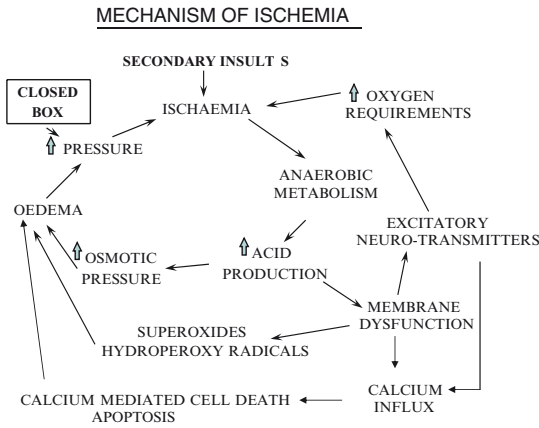 MECHANISM OF ISCHEMIA
SECONDARY INSULT S
CLOSED
BOX
ISCHAEMIA
OXYGEN
REQUIREMENTS
PRESSURE
ANAEROBIC
METABOLISM
OEDEMA
EXCITATORY
NEURO-TRANSMITTERS
OSMOTIC
PRESSURE
ACID
PRODUCTION
MEMBRANE
DYSFUNCTION
SUPEROXIDES
HYDROPEROXY RADICALS
CALCIUM
INFLUX
CALCIUM MEDIATED CELL DEATH
APOPTOSIS